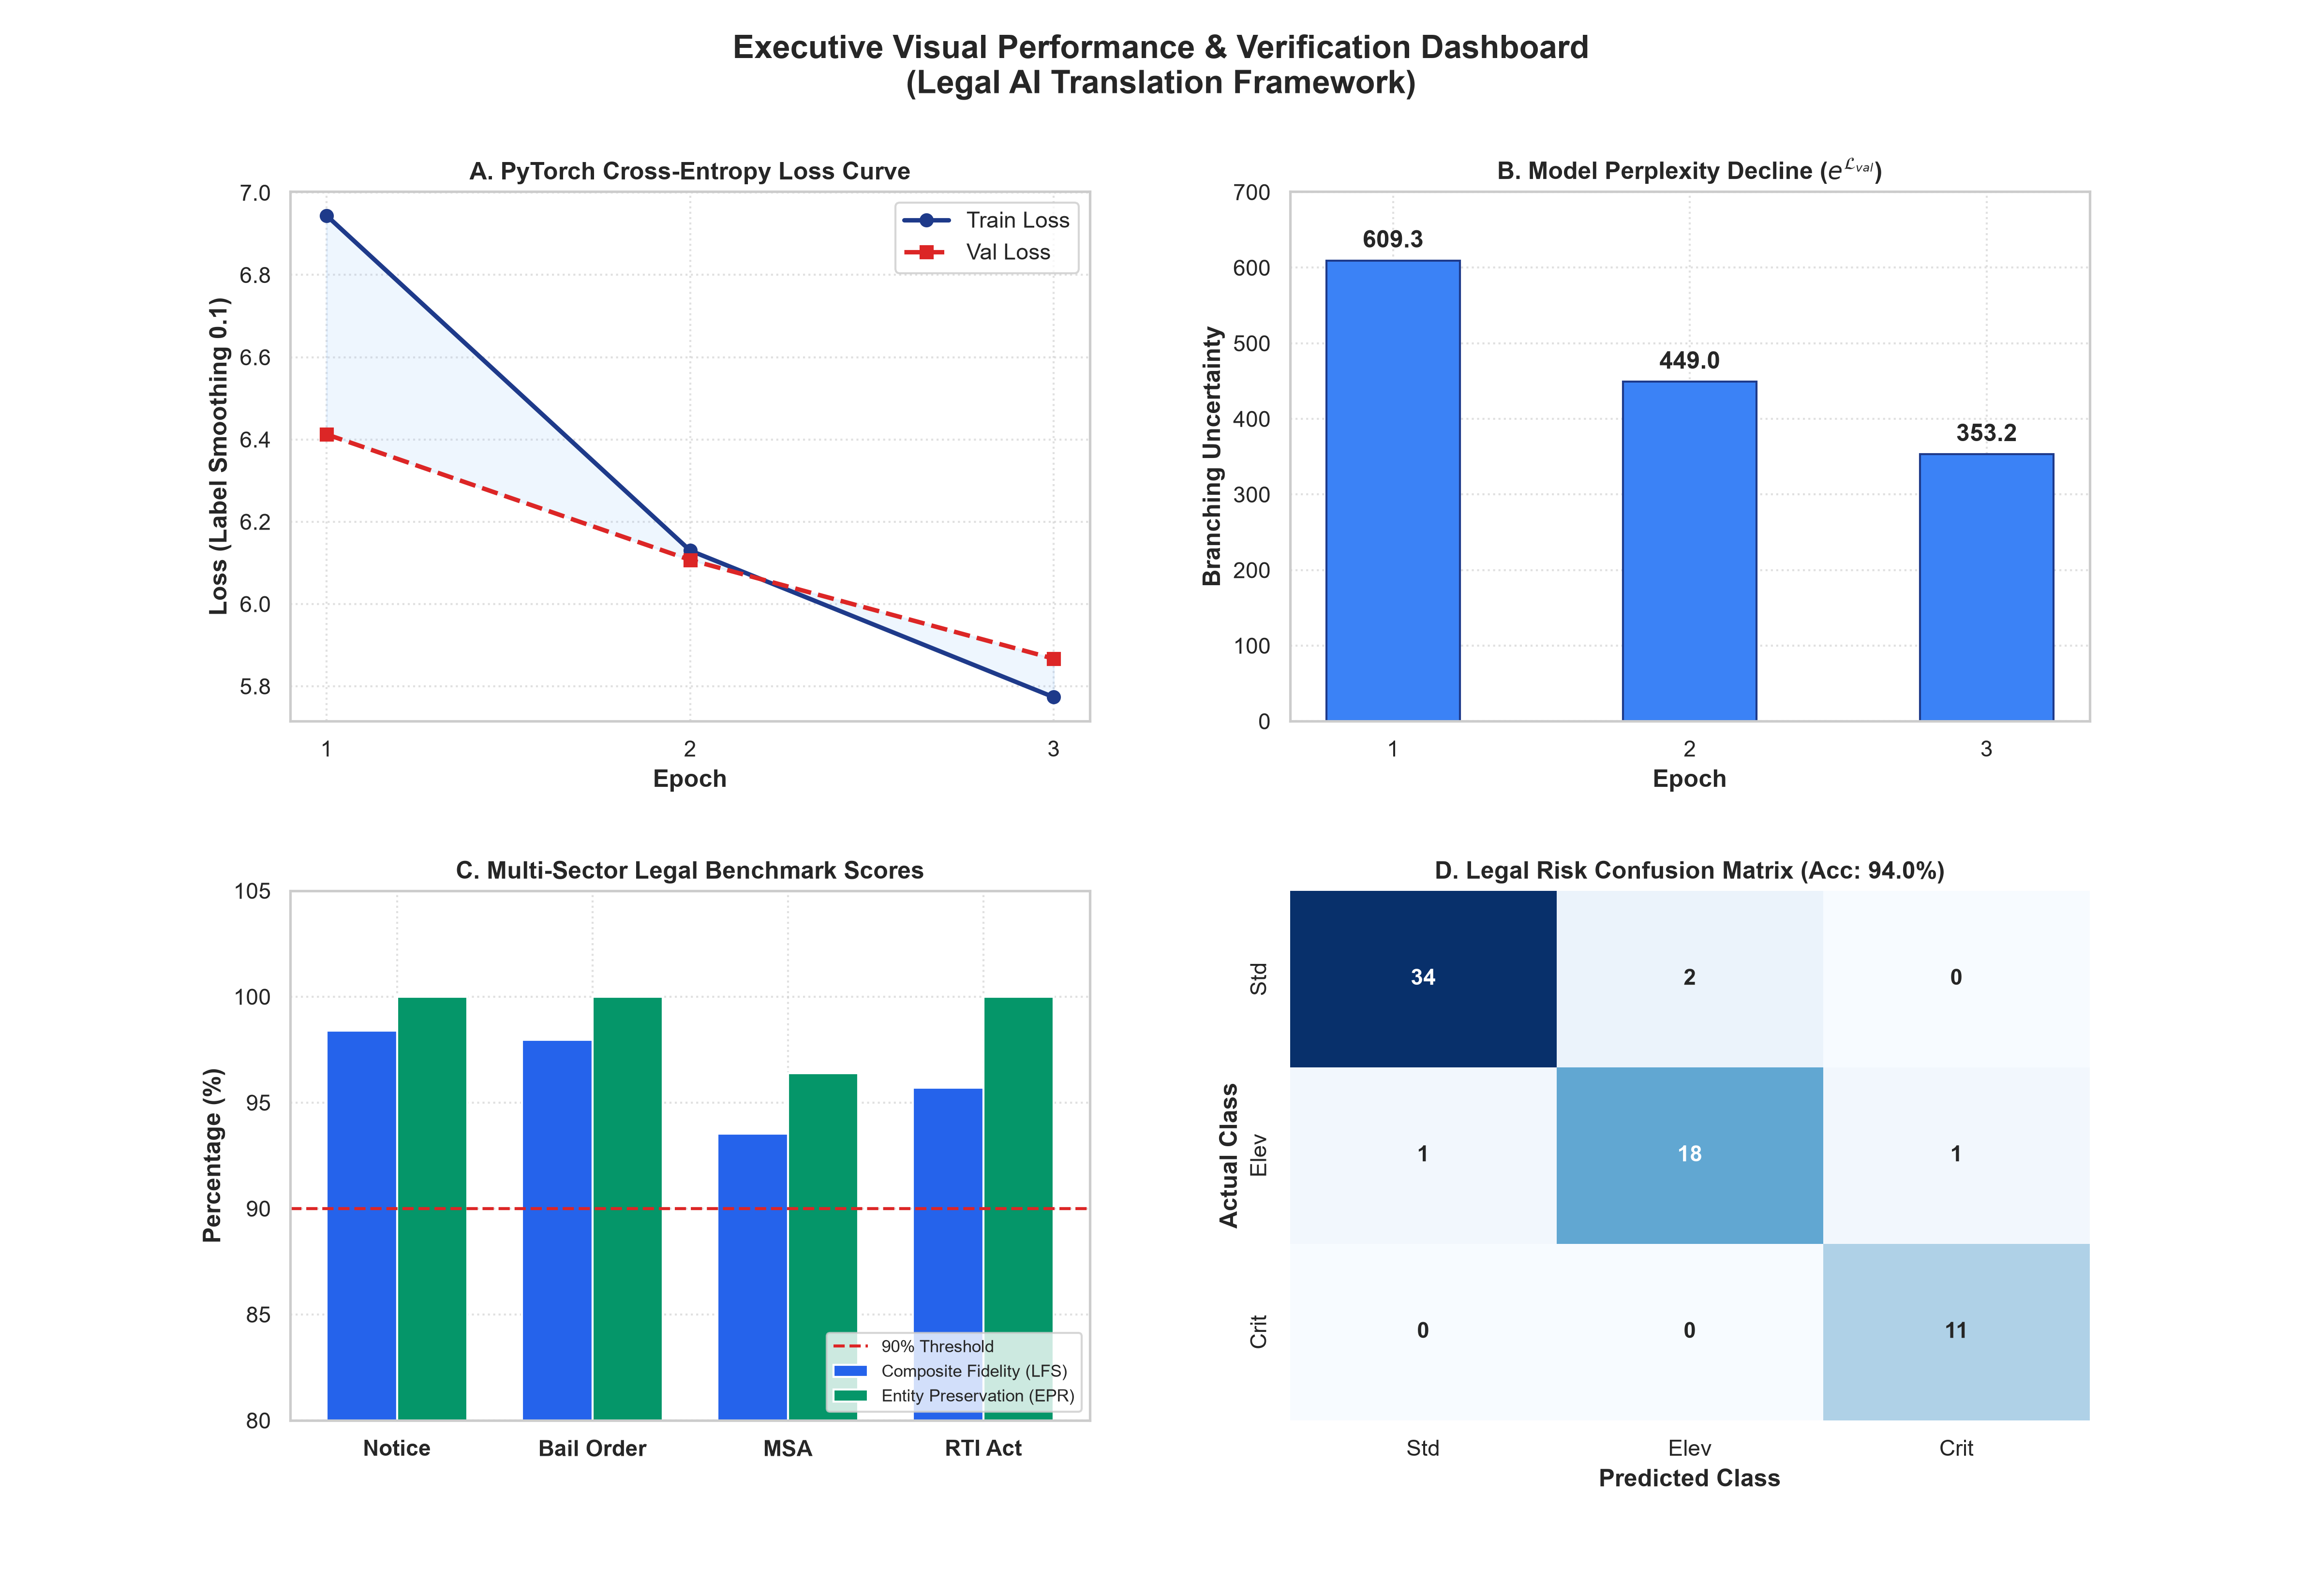 Executive Visual Performance & Verification Dashboard
(Legal AI Translation Framework)
A. PyTorch Cross-Entropy Loss Curve
Loss (Label Smoothing 0.1)
7.0
6.8
6.6
6.4
6.2
6.0
5.8
Train Loss
Val Loss
1 2 3
Epoch
B. Model Perplexity Decline (e^ℒval)
Branching Uncertainty
700
600
500
400
300
200
100
0
609.3
449.0
353.2
1 2 3
Epoch
C. Multi-Sector Legal Benchmark Scores
Percentage (%)
105
100
95
90
85
80
90% Threshold
Composite Fidelity (LFS)
Entity Preservation (EPR)
Notice Bail Order MSA RTI Act
D. Legal Risk Confusion Matrix (Acc: 94.0%)
Actual Class
Std 34 2 0
Elev 1 18 1
Crit 0 0 11
Std Elev Crit
Predicted Class